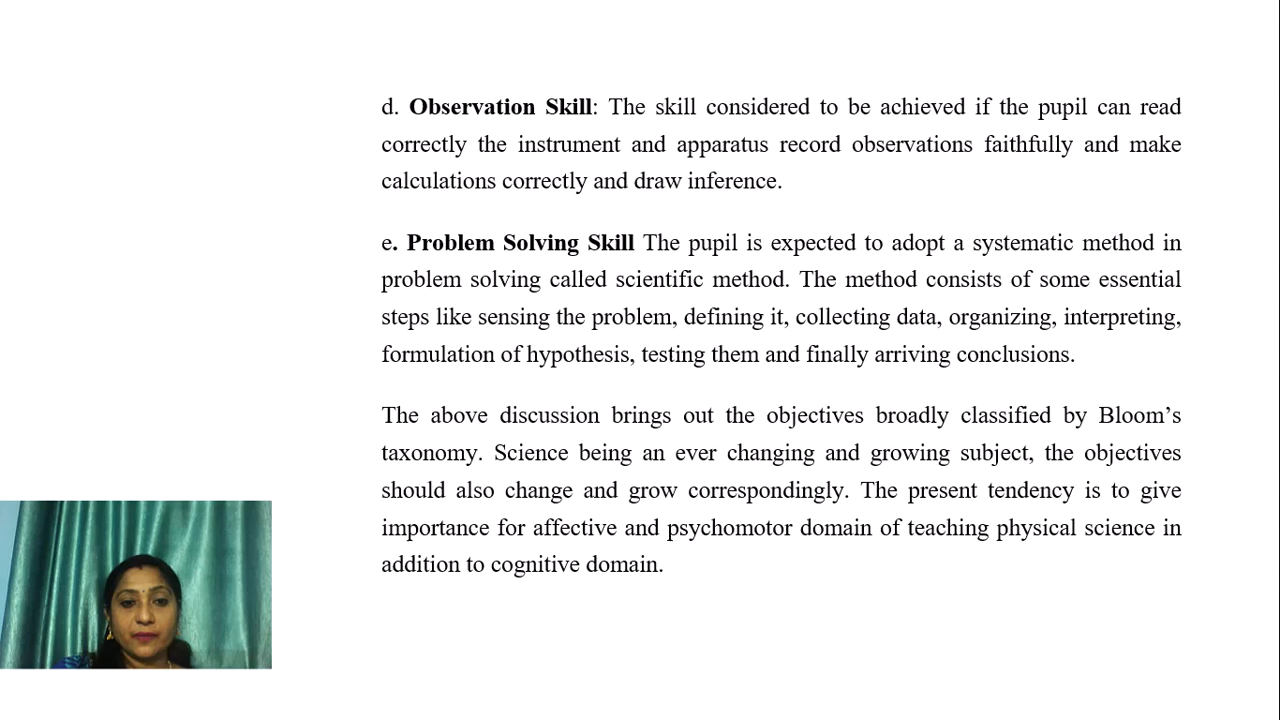 d. Observation Skill: The skill considered to be achieved if the pupil can read
correctly the instrument and apparatus record observations faithfully and make
calculations correctly and draw inference.
e. Problem Solving Skill The pupil is expected to adopt a systematic method in
problem solving called scientific method. The method consists of some essential
steps like sensing the problem, defining it, collecting data, organizing, interpreting,
formulation of hypothesis, testing them and finally arriving conclusions.
The above discussion brings out the objectives broadly classified by Bloom’s
taxonomy. Science being an ever changing and growing subject, the objectives
should also change and grow correspondingly. The present tendency is to give
importance for affective and psychomotor domain of teaching physical science in
addition to cognitive domain.